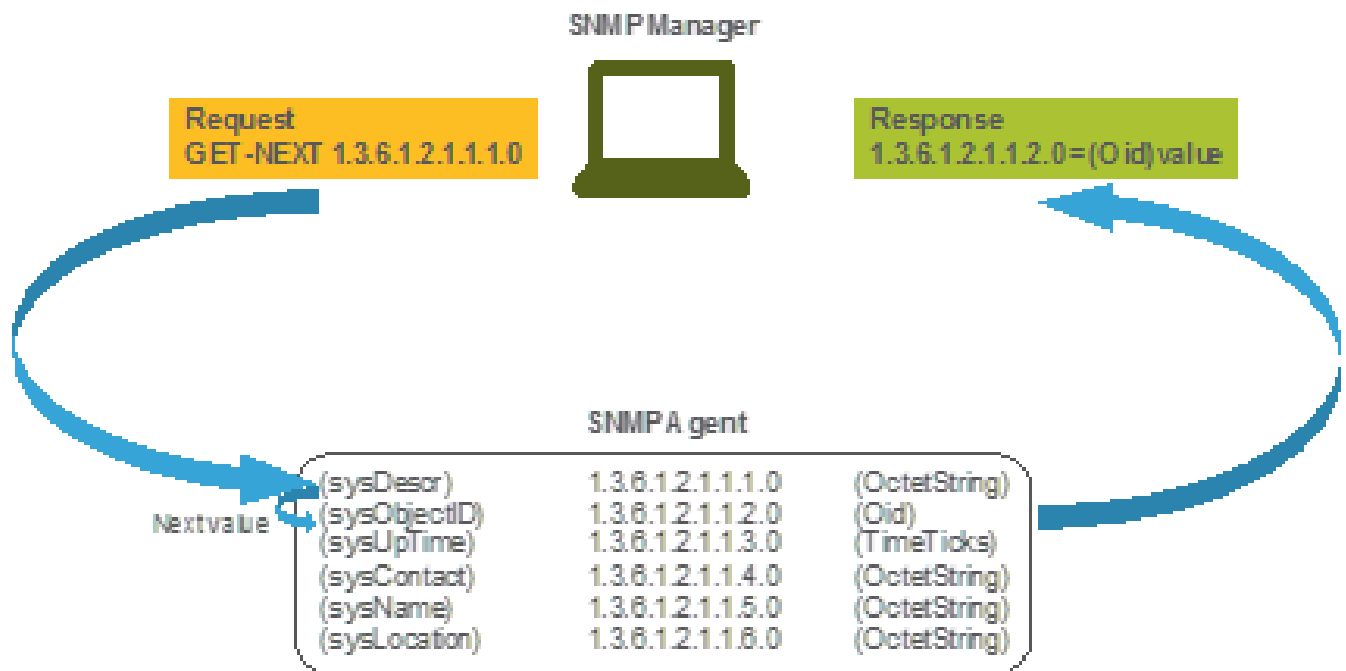 SNMP Manager
Request
GET-NEXT 1.3.6.1.2.1.1.1.0
Response
1.3.6.1.2.1.1.2.0=(Oid)value
SNMP Agent
(sysDescr) 1.3.6.1.2.1.1.1.0 (OctetString)
Next value
(sysObjectID) 1.3.6.1.2.1.1.2.0 (Oid)
(sysUpTime) 1.3.6.1.2.1.1.3.0 (TimeTicks)
(sysContact) 1.3.6.1.2.1.1.4.0 (OctetString)
(sysName) 1.3.6.1.2.1.1.5.0 (OctetString)
(sysLocation) 1.3.6.1.2.1.1.6.0 (OctetString)